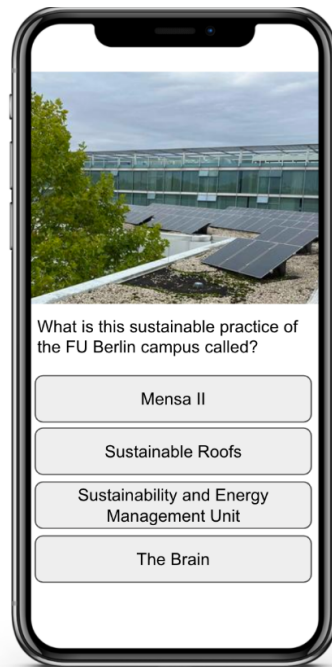 What is this sustainable practice of
the FU Berlin campus called?
Mensa II
Sustainable Roofs
Sustainability and Energy
Management Unit
The Brain